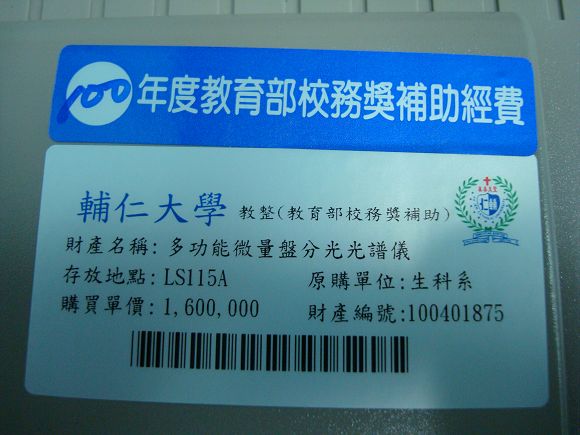 100年度教育部校務獎補助經費
輔仁大學 教整(教育部校務獎補助)
財產名稱: 多功能微量盤分光光譜儀
存放地點: LS115A 原購單位: 生科系
購買單價: 1,600,000 財產編號: 100401875